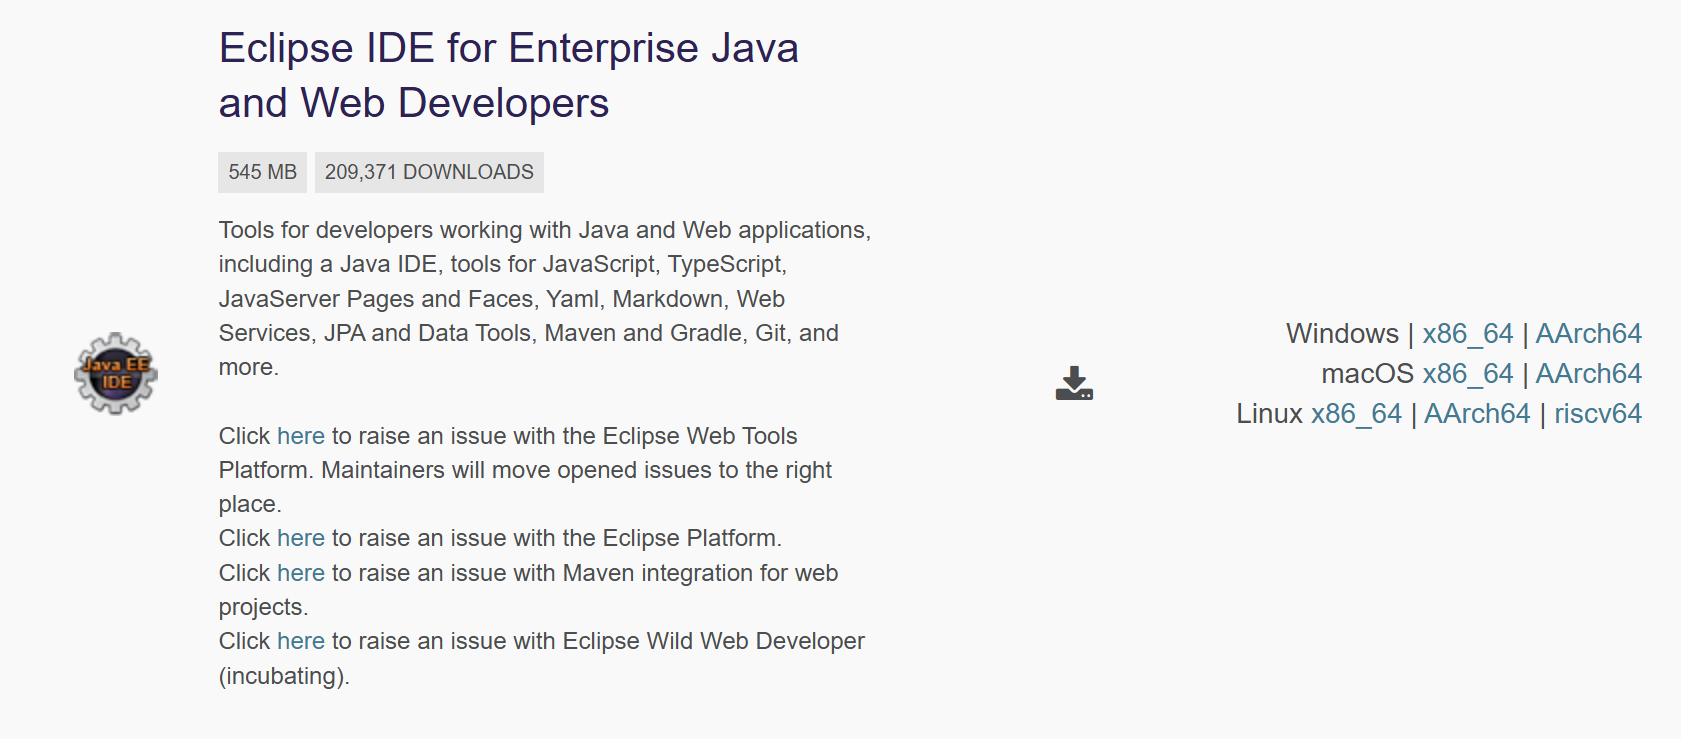 Eclipse IDE for Enterprise Java
and Web Developers
545 MB 209,371 DOWNLOADS
Tools for developers working with Java and Web applications,
including a Java IDE, tools for JavaScript, TypeScript,
JavaServer Pages and Faces, Yaml, Markdown, Web
Services, JPA and Data Tools, Maven and Gradle, Git, and
more.
Java EE
IDE
Click here to raise an issue with the Eclipse Web Tools
Platform. Maintainers will move opened issues to the right
place.
Click here to raise an issue with the Eclipse Platform.
Click here to raise an issue with Maven integration for web
projects.
Click here to raise an issue with Eclipse Wild Web Developer
(incubating).
Windows | x86_64 | AArch64
macOS x86_64 | AArch64
Linux x86_64 | AArch64 | riscv64